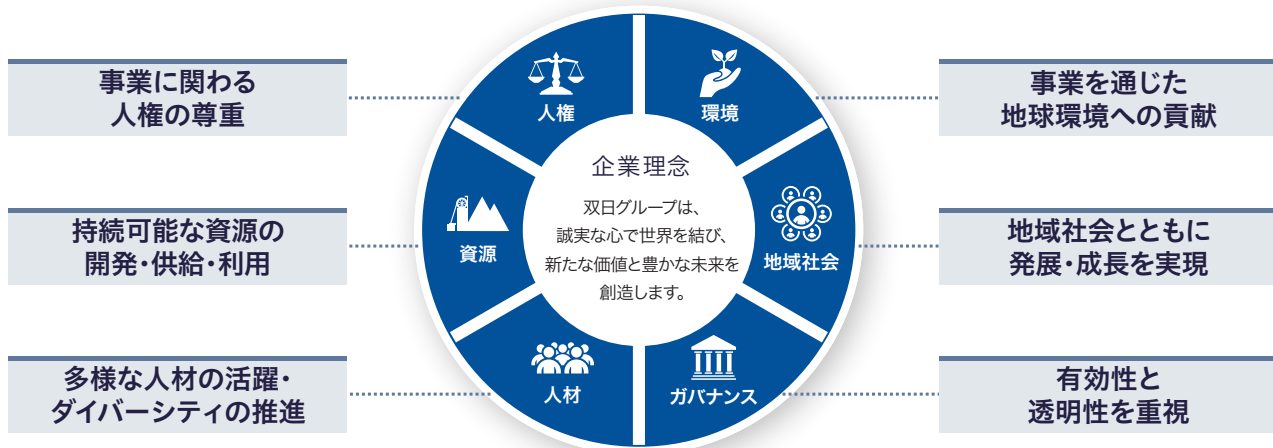 事業に関わる
人権の尊重
人権
環境
事業を通じた
地球環境への貢献
持続可能な資源の
開発・供給・利用
資源
企業理念
双日グループは、
誠実な心で世界を結び、
新たな価値と豊かな未来を
創造します。
地域社会
地域社会とともに
発展・成長を実現
多様な人材の活躍・
ダイバーシティの推進
人材
ガバナンス
有効性と
透明性を重視